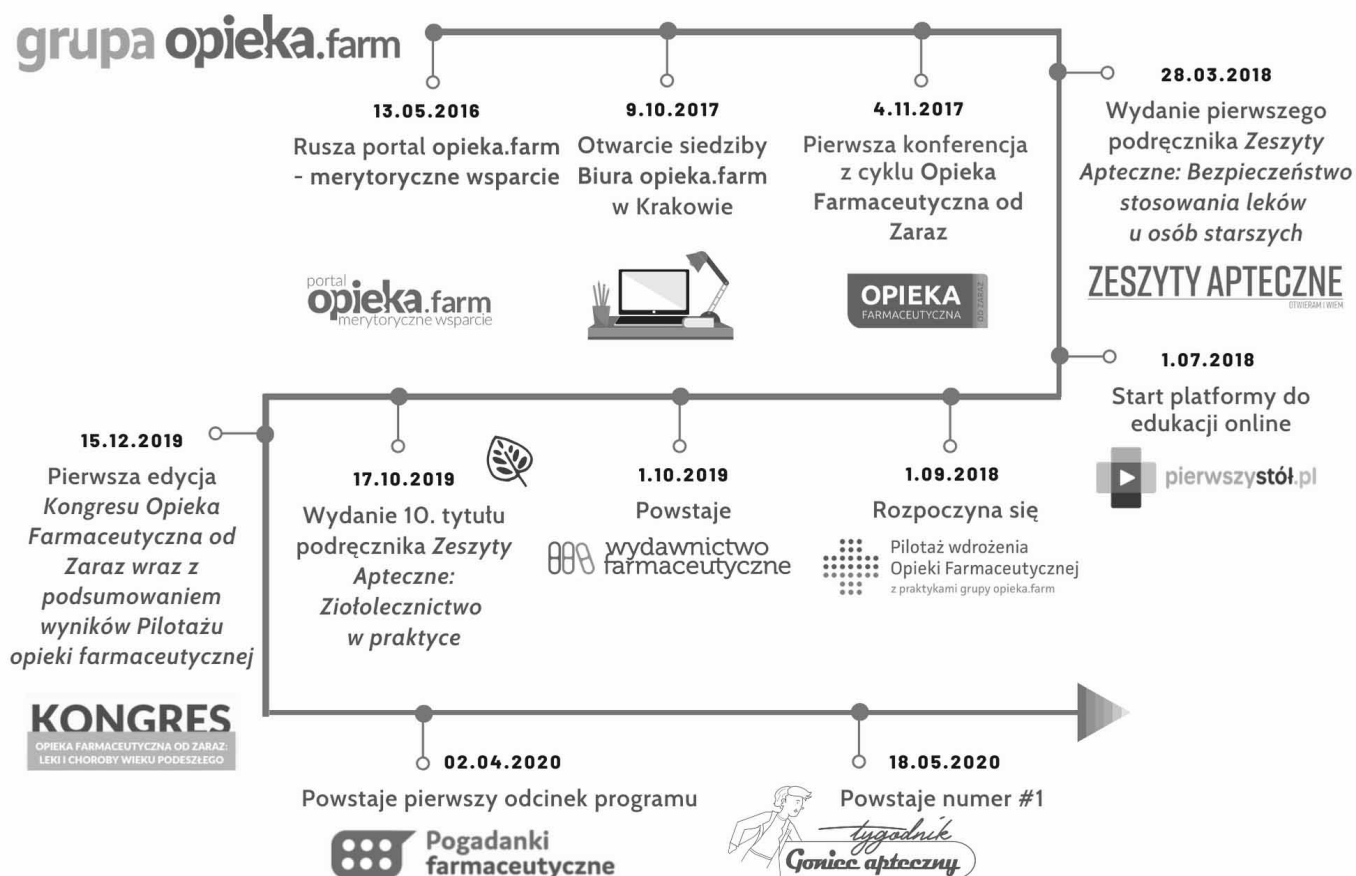 grupa opieka.farm
13.05.2016
Rusza portal opieka.farm
- merytoryczne wsparcie
portal
opieka.farm
merytoryczne wsparcie
9.10.2017
Otwarcie siedziby
Biura opieka.farm
w Krakowie
4.11.2017
Pierwsza konferencja
z cyklu Opieka
Farmaceutyczna od
Zaraz
OPIEKA
FARMACEUTYCZNA
OD ZARAZ
28.03.2018
Wydanie pierwszego
podręcznika Zeszyty
Apteczne: Bezpieczeństwo
stosowania leków
u osób starszych
ZESZYTY APTECZNE
OTWIERAM I WIEM
1.07.2018
Start platformy do
edukacji online
pierwszystół.pl
1.09.2018
Rozpoczyna się
Pilotaż wdrożenia
Opieki Farmaceutycznej
z praktykami grupy opieka.farm
1.10.2019
Powstaje
wydawnictwo
farmaceutyczne
17.10.2019
Wydanie 10. tytułu
podręcznika Zeszyty
Apteczne:
Ziołolecznictwo
w praktyce
15.12.2019
Pierwsza edycja
Kongresu Opieka
Farmaceutyczna od
Zaraz wraz z
podsumowaniem
wyników Pilotażu
opieki farmaceutycznej
KONGRES
OPIEKA FARMACEUTYCZNA OD ZARAZ:
LEKI I CHOROBY WIEKU PODESZŁEGO
02.04.2020
Powstaje pierwszy odcinek programu
Pogadanki
farmaceutyczne
18.05.2020
Powstaje numer #1
tygodnik
Goniec apteczny